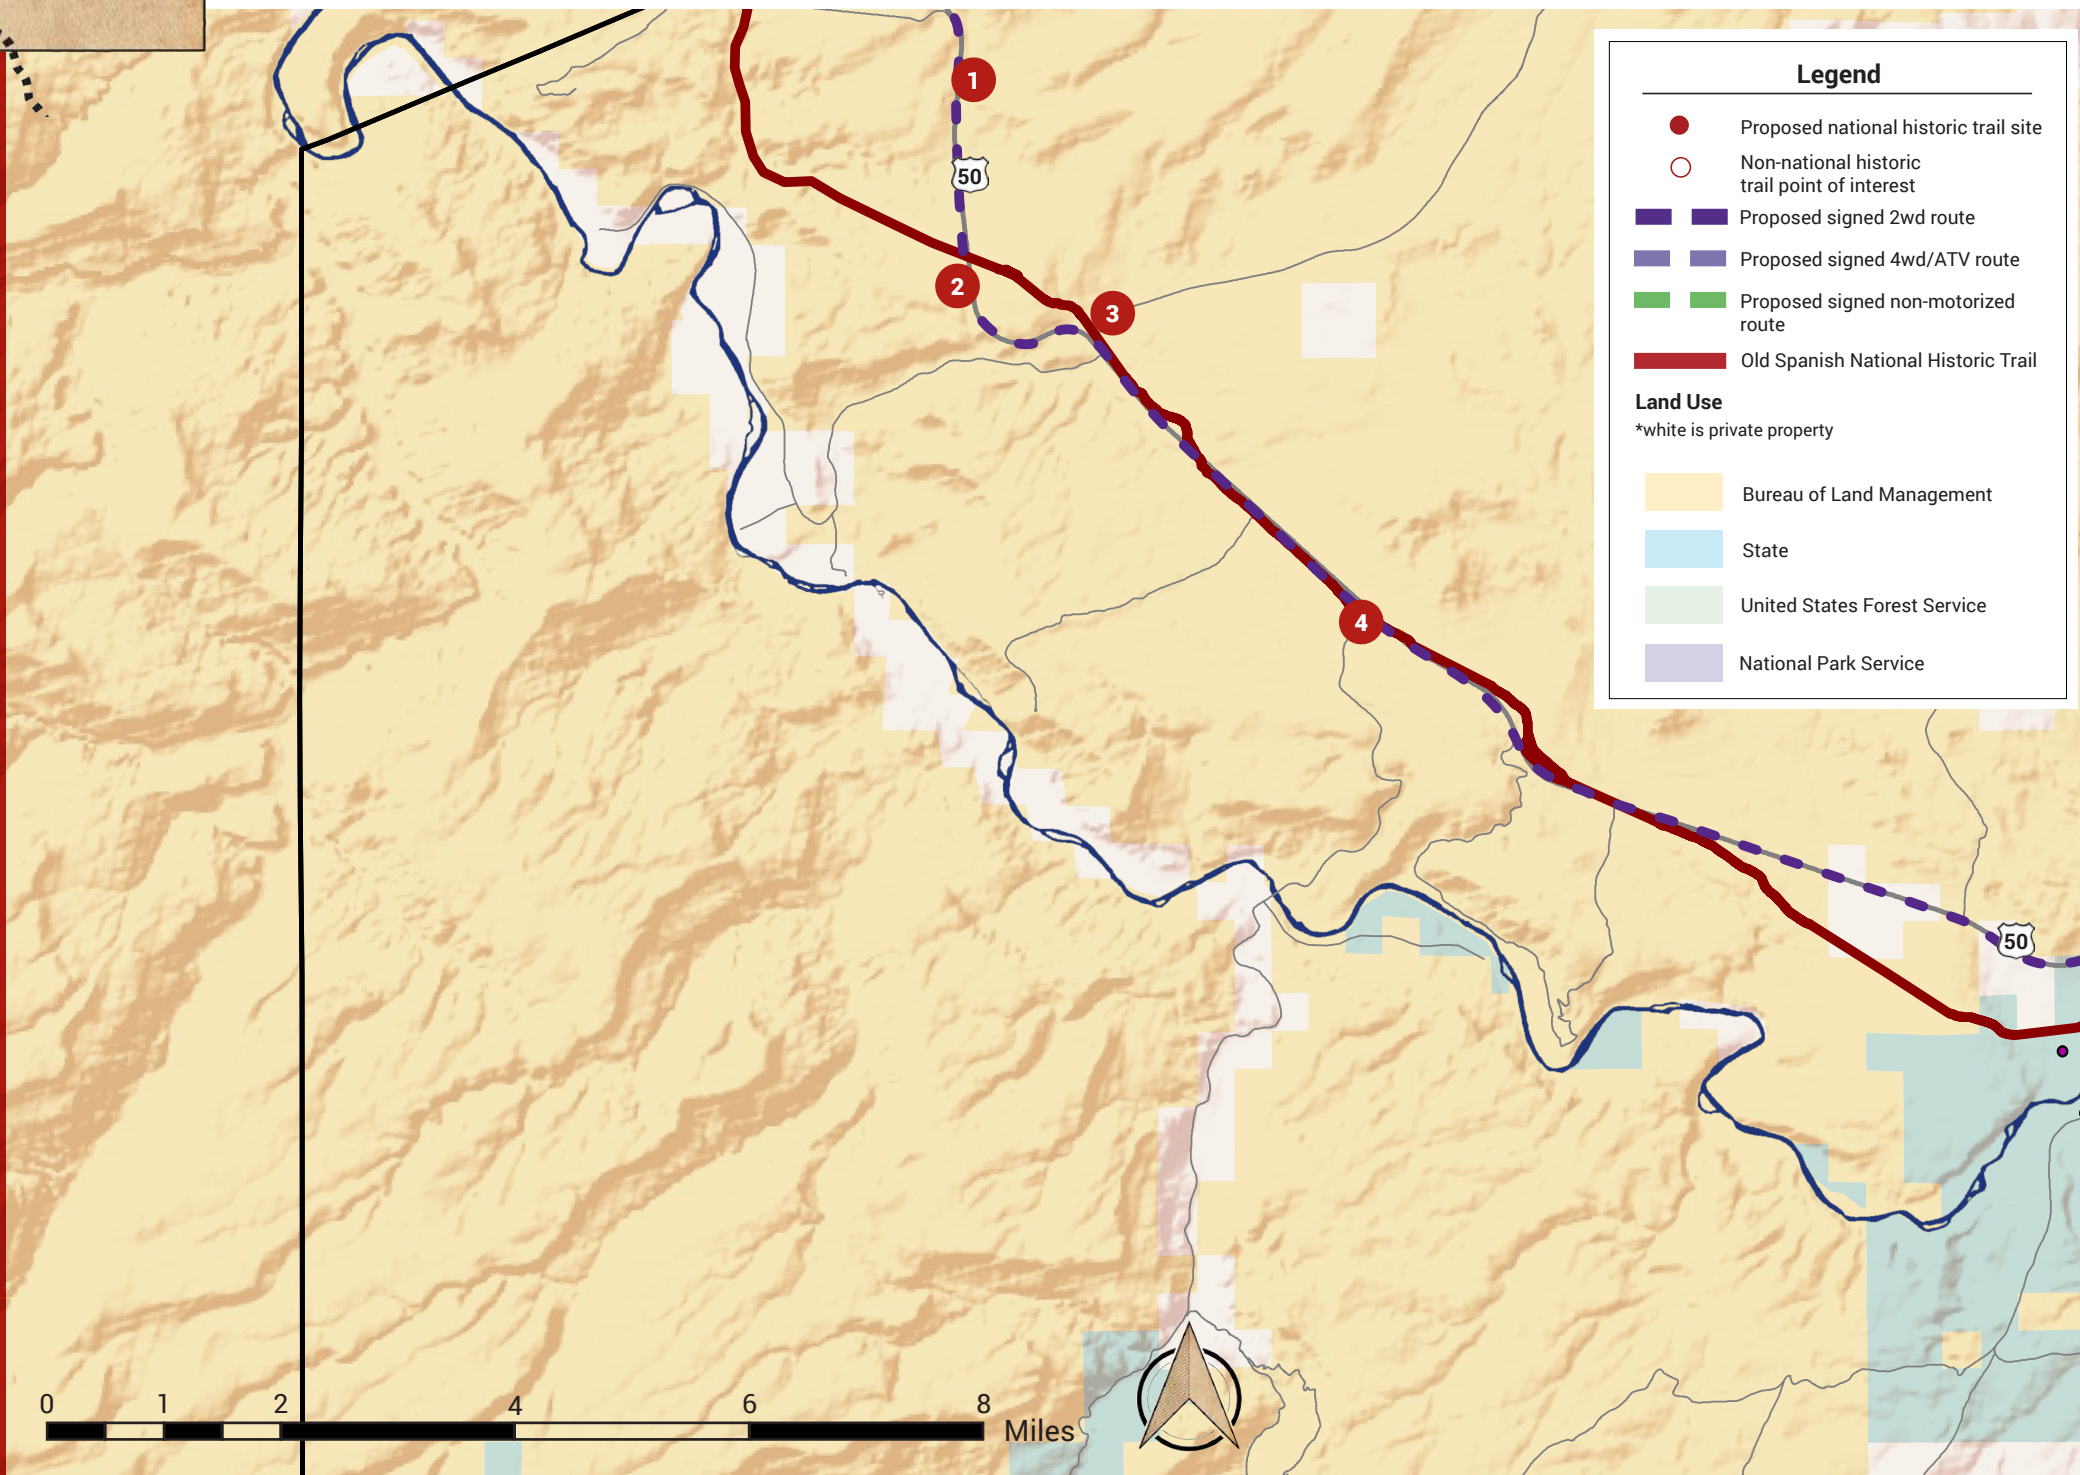 1
50
2
3
4
50
Legend
Proposed national historic trail site
Non-national historic
trail point of interest
Proposed signed 2wd route
Proposed signed 4wd/ATV route
Proposed signed non-motorized
route
Old Spanish National Historic Trail
Land Use
*white is private property
Bureau of Land Management
State
United States Forest Service
National Park Service
0 1 2 4 6 8
Miles